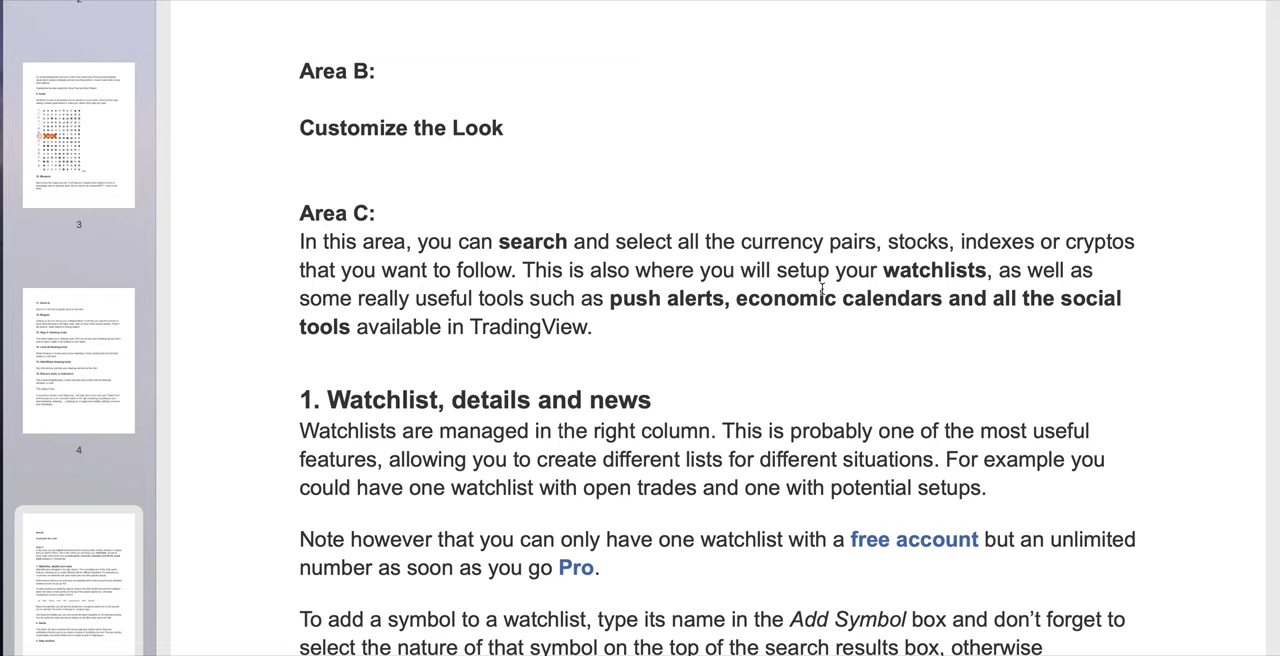 Area B:
Customize the Look
Area C:
In this area, you can search and select all the currency pairs, stocks, indexes or cryptos
that you want to follow. This is also where you will setup your watchlists, as well as
some really useful tools such as push alerts, economic calendars and all the social
tools available in TradingView.
1. Watchlist, details and news
Watchlists are managed in the right column. This is probably one of the most useful
features, allowing you to create different lists for different situations. For example you
could have one watchlist with open trades and one with potential setups.
Note however that you can only have one watchlist with a free account but an unlimited
number as soon as you go Pro.
To add a symbol to a watchlist, type its name in the Add Symbol box and don’t forget to
select the nature of that symbol on the top of the search results box, otherwise
3
4